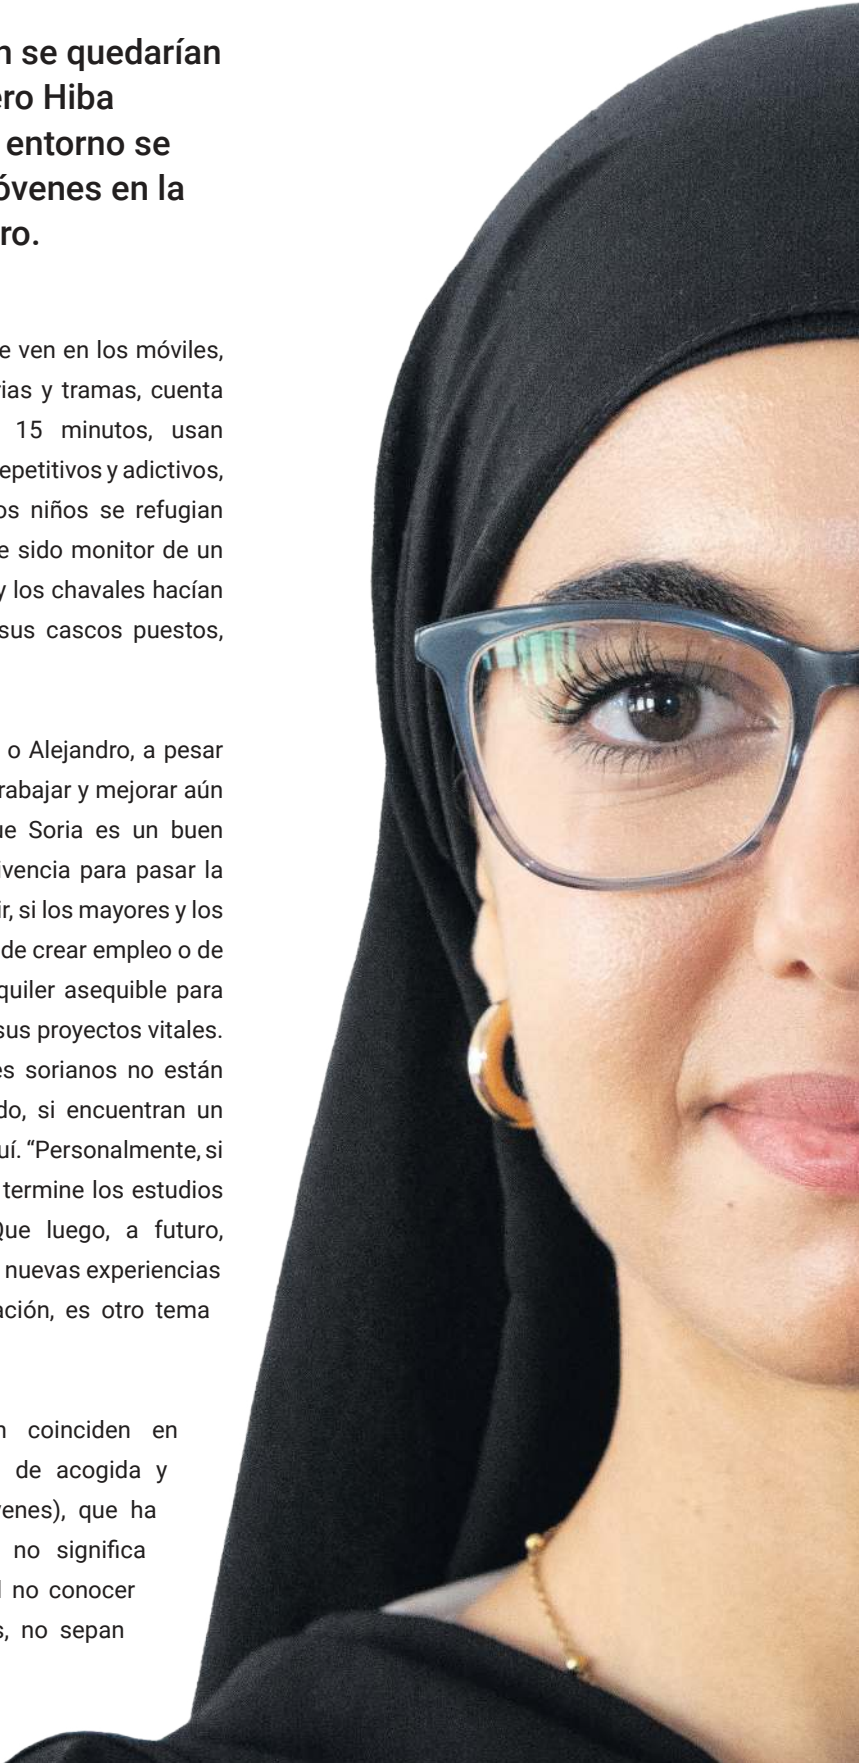 n se quedarían
ero Hiba
entorno se
óvenes en la
ro.
e ven en los móviles,
rias y tramas, cuenta
15 minutos, usan
epetitivos y adictivos,
os niños se refugian
e sido monitor de un
y los chavales hacían
sus cascos puestos,
o Alejandro, a pesar
rabajar y mejorar aún
ue Soria es un buen
ivencia para pasar la
ir, si los mayores y los
de crear empleo o de
quiler asequible para
sus proyectos vitales.
es sorianos no están
do, si encuentran un
uí. “Personalmente, si
termine los estudios
Que luego, a futuro,
nuevas experiencias
ación, es otro tema
n coinciden en
de acogida y
venes), que ha
no significa
l no conocer
s, no sepan